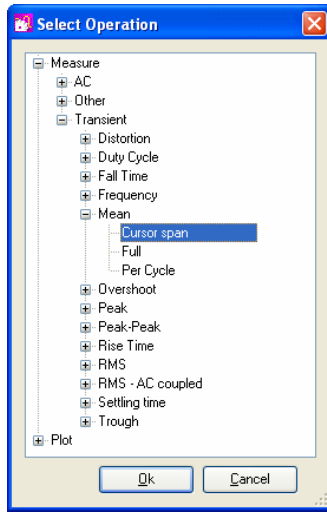 Select Operation
Measure
AC
Other
Transient
Distortion
Duty Cycle
Fall Time
Frequency
Mean
Cursor span
Full
Per Cycle
Overshoot
Peak
Peak-Peak
Rise Time
RMS
RMS - AC coupled
Settling time
Trough
Plot
Ok Cancel